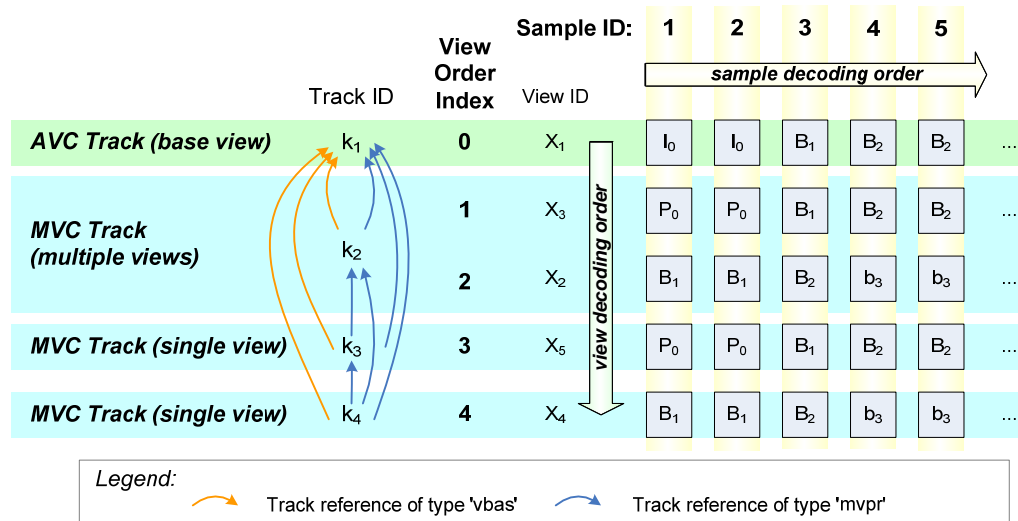 Sample ID: 1 2 3 4 5
View Order Index
sample decoding order
Track ID
View ID
AVC Track (base view) k1 0 X1 I0 I0 B1 B2 B2 ...
MVC Track (multiple views) k2
1 X3 P0 P0 B1 B2 B2 ...
2 X2 B1 B1 B2 b3 b3 ...
view decoding order
MVC Track (single view) k3 3 X5 P0 P0 B1 B2 B2 ...
MVC Track (single view) k4 4 X4 B1 B1 B2 b3 b3 ...
Legend:
Track reference of type 'vbas'
Track reference of type 'mvpr'